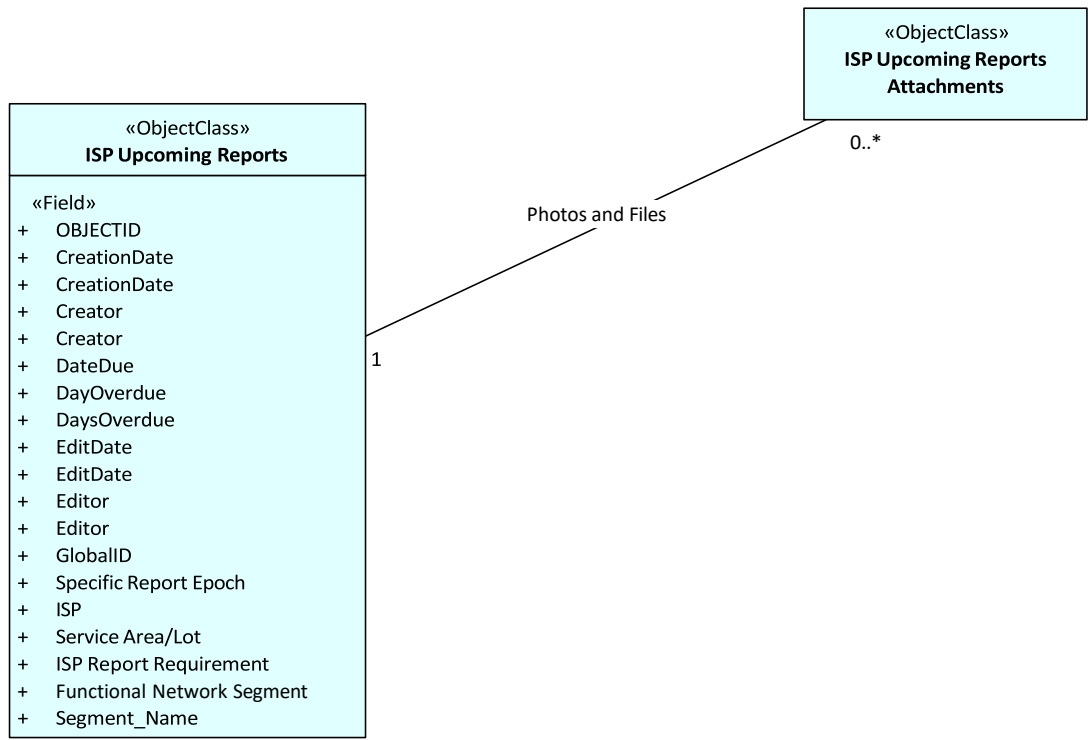 «ObjectClass»
ISP Upcoming Reports
Attachments
0..*
Photos and Files
1
«ObjectClass»
ISP Upcoming Reports
«Field»
+ OBJECTID
+ CreationDate
+ CreationDate
+ Creator
+ Creator
+ DateDue
+ DayOverdue
+ DaysOverdue
+ EditDate
+ EditDate
+ Editor
+ Editor
+ GlobalID
+ Specific Report Epoch
+ ISP
+ Service Area/Lot
+ ISP Report Requirement
+ Functional Network Segment
+ Segment_Name